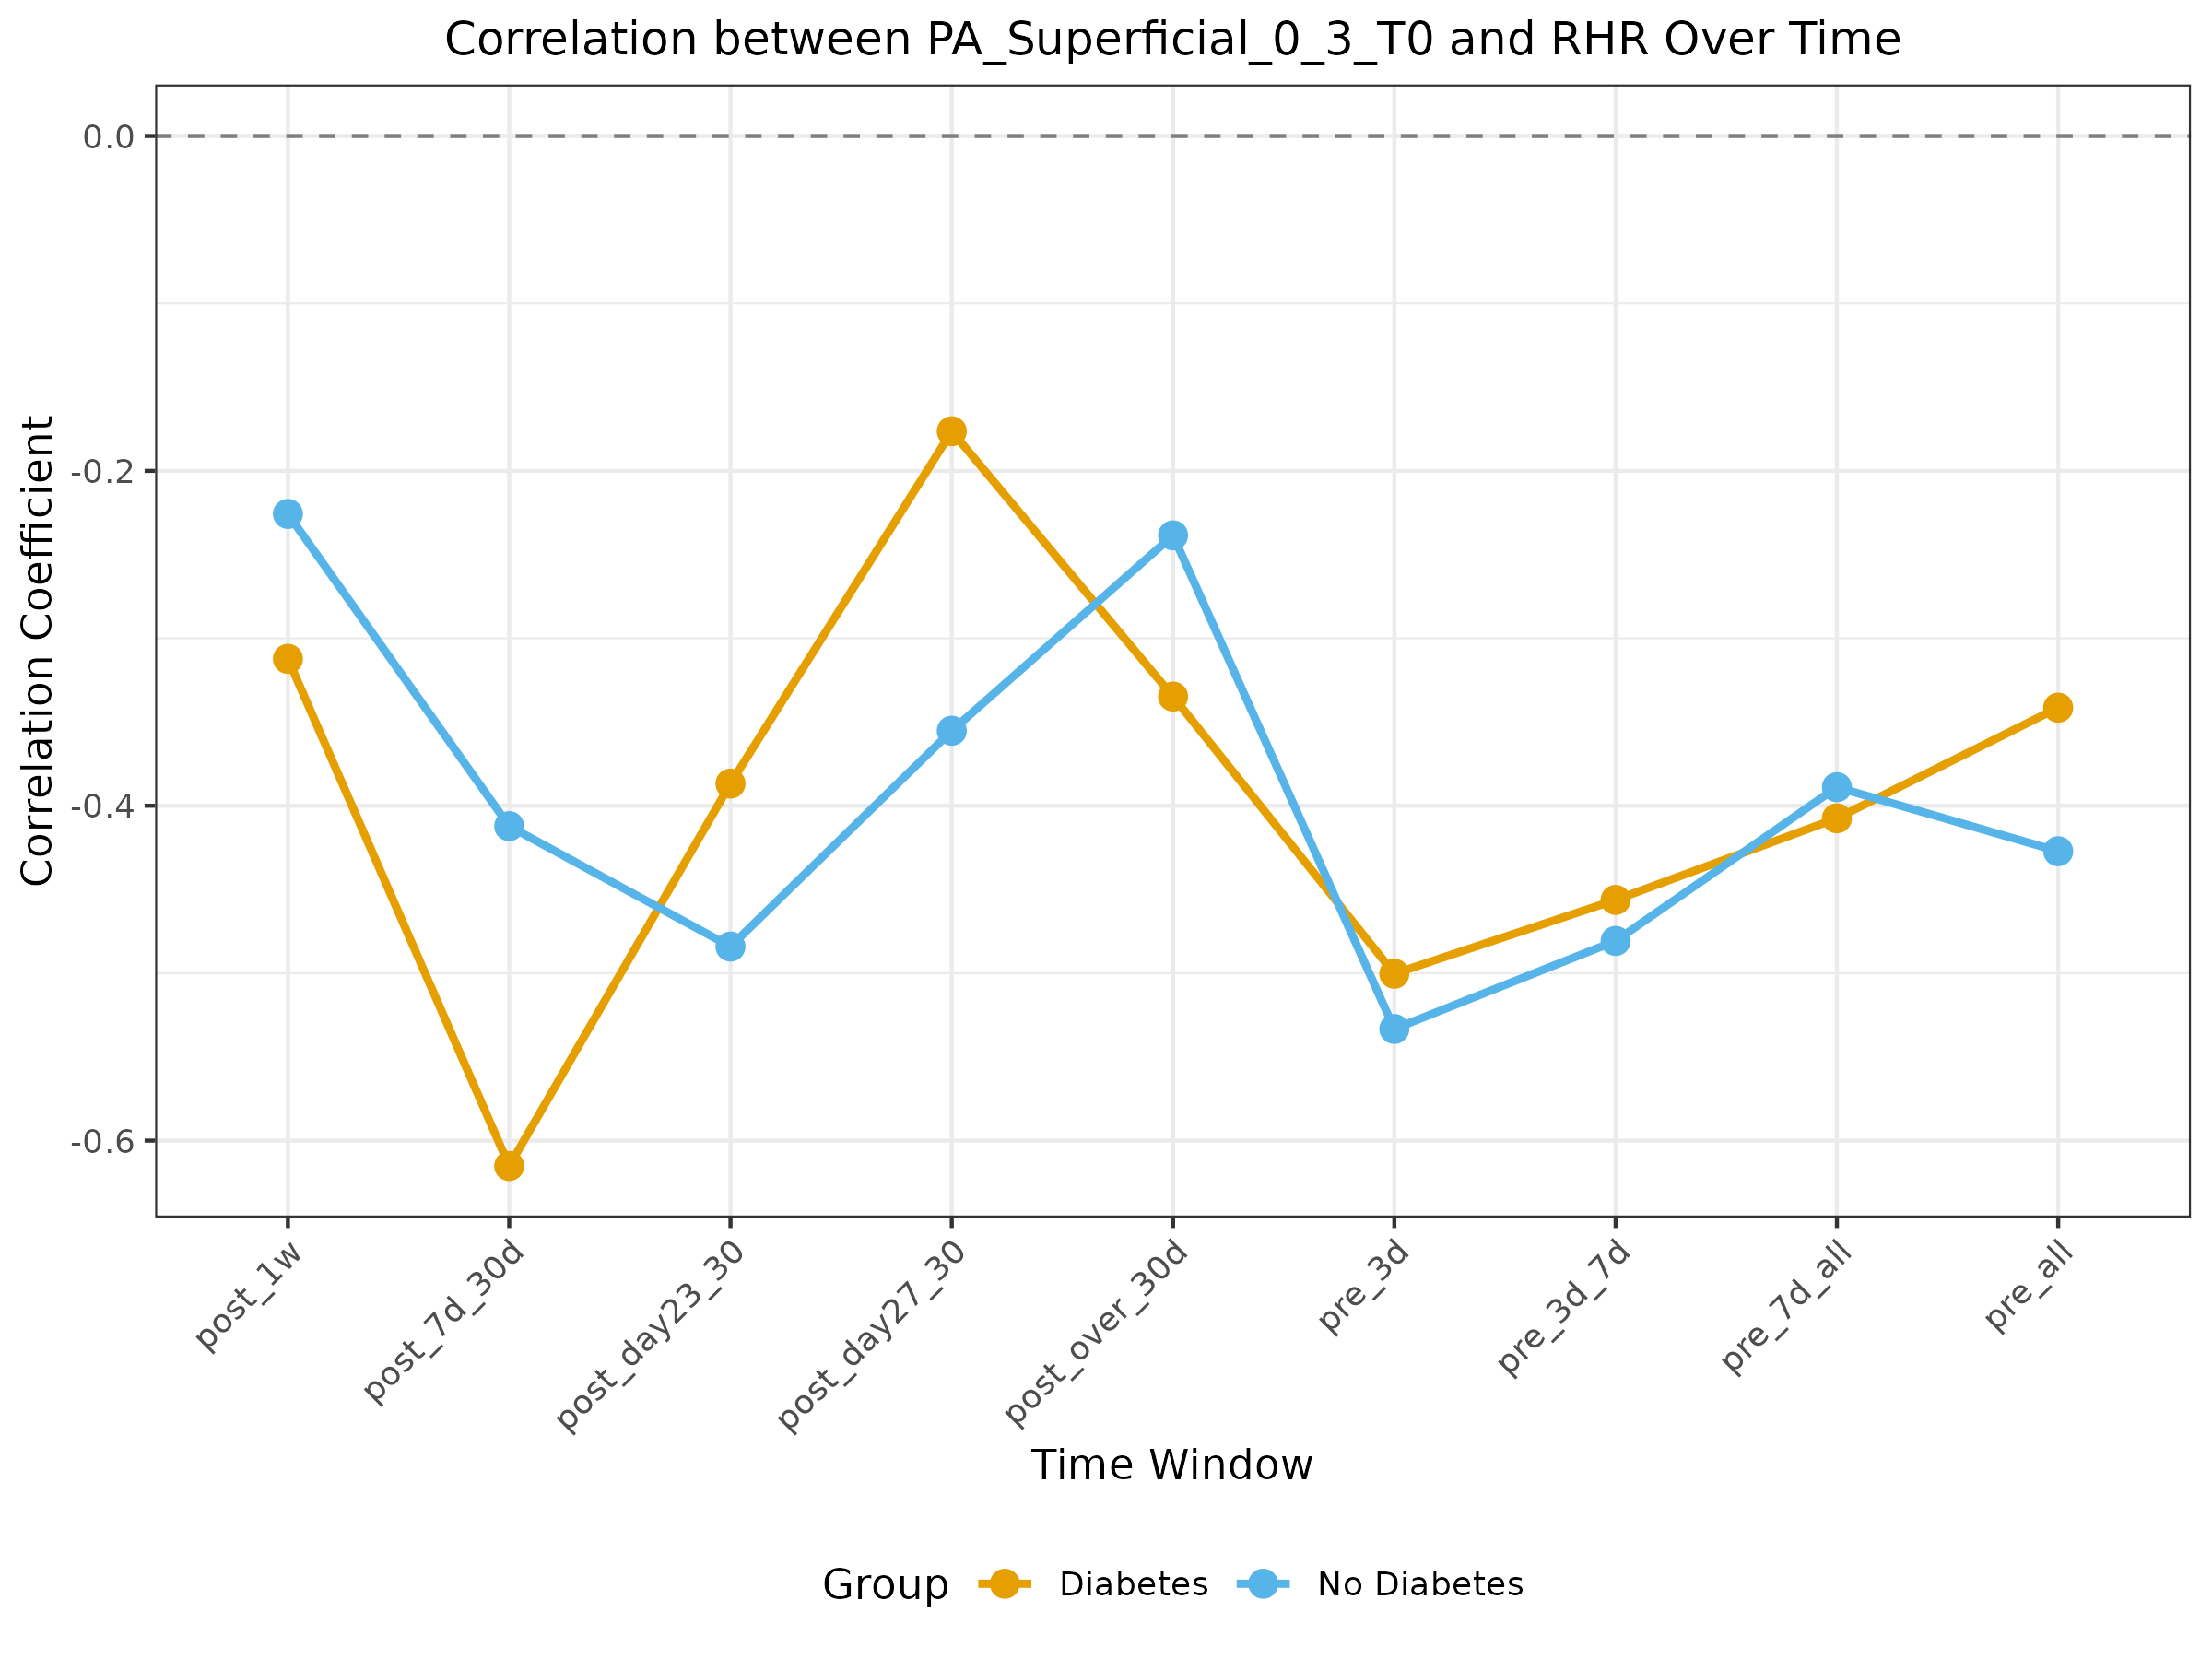 Correlation between PA_Superficial_0_3_T0 and RHR Over Time
Correlation Coefficient
0.0
-0.2
-0.4
-0.6
post_1w
post_7d_30d
post_day23_30
post_day27_30
post_over_30d
pre_3d
pre_3d_7d
pre_7d_all
pre_all
Time Window
Group Diabetes No Diabetes